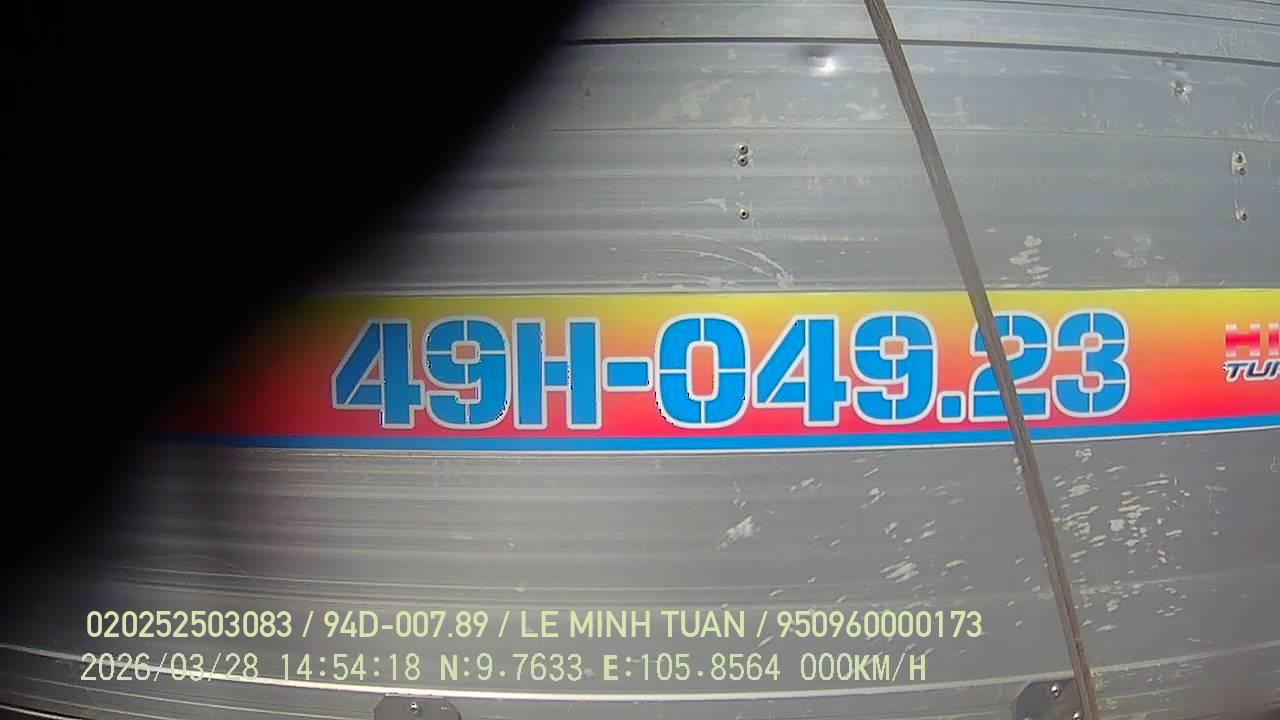 49H-049.23
020252503083 / 94D-007.89 / LE MINH TUAN / 950960000173
2026/03/28 14:54:18 N:9.7633 E:105.8564 000KM/H